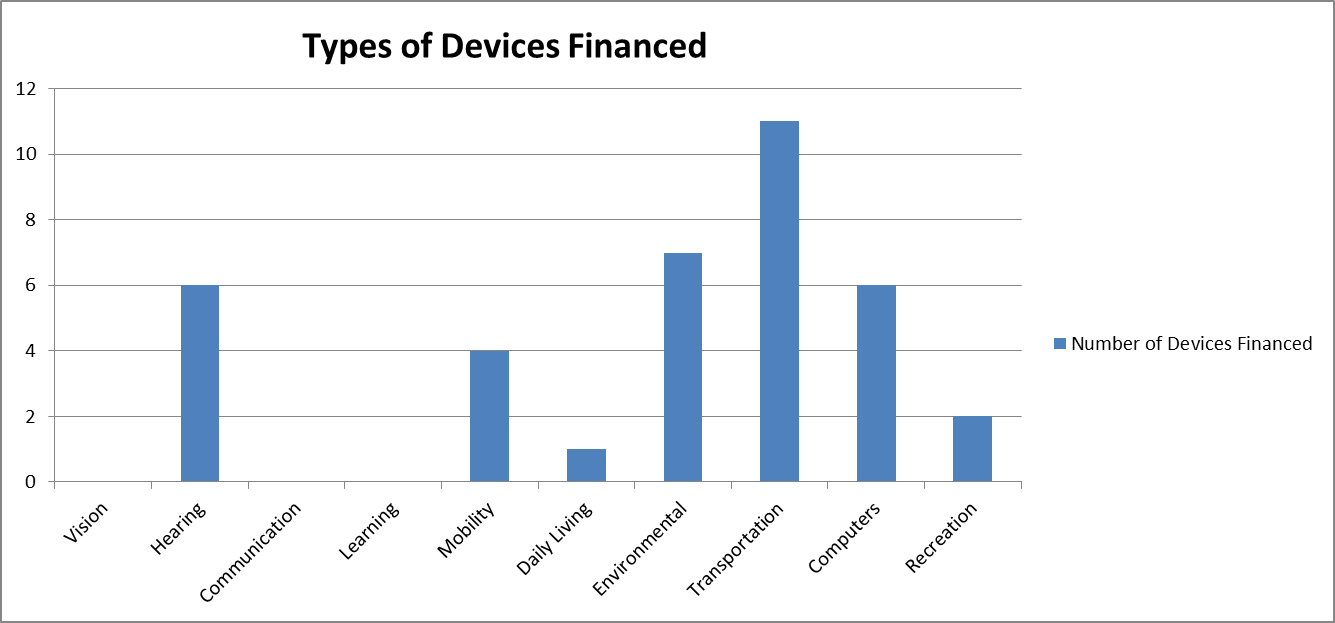 Types of Devices Financed
12
10
8
6
4
2
0
Vision
Hearing
Communication
Learning
Mobility
Daily Living
Environmental
Transportation
Computers
Recreation
Number of Devices Financed